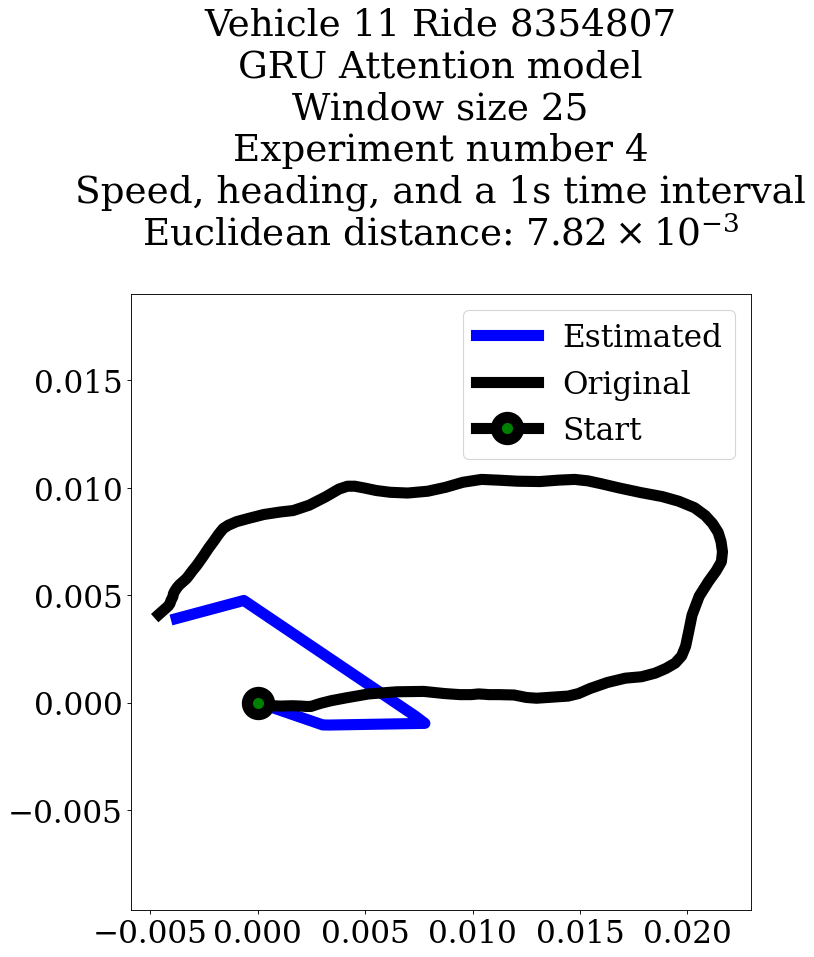 Vehicle 11 Ride 8354807
GRU Attention model
Window size 25
Experiment number 4
Speed, heading, and a 1s time interval
Euclidean distance: 7.82 × 10⁻³
Estimated
Original
Start
0.015
0.010
0.005
0.000
−0.005
−0.005 0.000 0.005 0.010 0.015 0.020